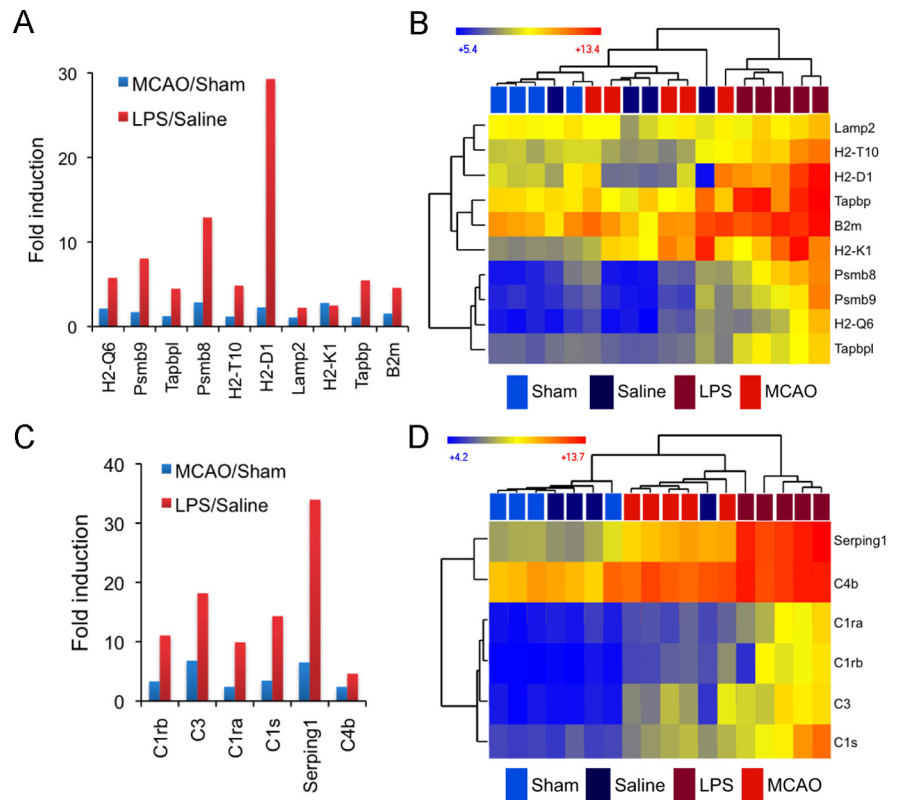 A
MCAO/Sham
LPS/Saline
Fold induction
30
20
10
0
H2-Q6
Psmb9
Tapbpl
Psmb8
H2-T10
H2-D1
Lamp2
H2-K1
Tapbp
B2m
B
+5.4
+13.4
Lamp2
H2-T10
H2-D1
Tapbp
B2m
H2-K1
Psmb8
Psmb9
H2-Q6
Tapbpl
Sham
Saline
LPS
MCAO
C
MCAO/Sham
LPS/Saline
Fold induction
40
30
20
10
0
C1rb
C3
C1ra
C1s
Serping1
C4b
D
+4.2
+13.7
Serping1
C4b
C1ra
C1rb
C3
C1s
Sham
Saline
LPS
MCAO